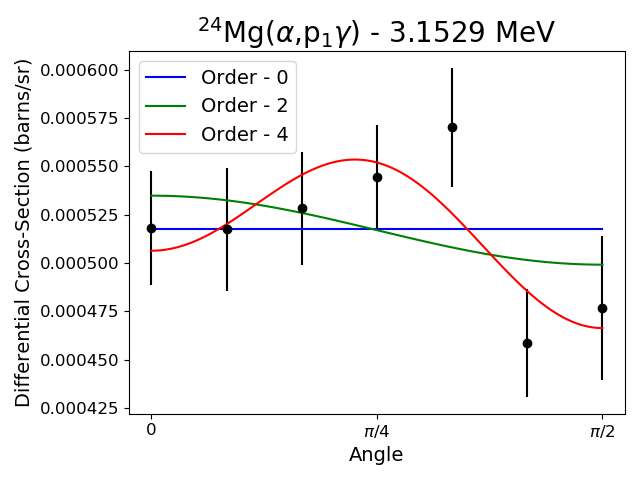 ²⁴Mg(α,p₁γ) - 3.1529 MeV
Order - 0
Order - 2
Order - 4
Differential Cross-Section (barns/sr)
0.000600
0.000575
0.000550
0.000525
0.000500
0.000475
0.000450
0.000425
0
π/4
π/2
Angle